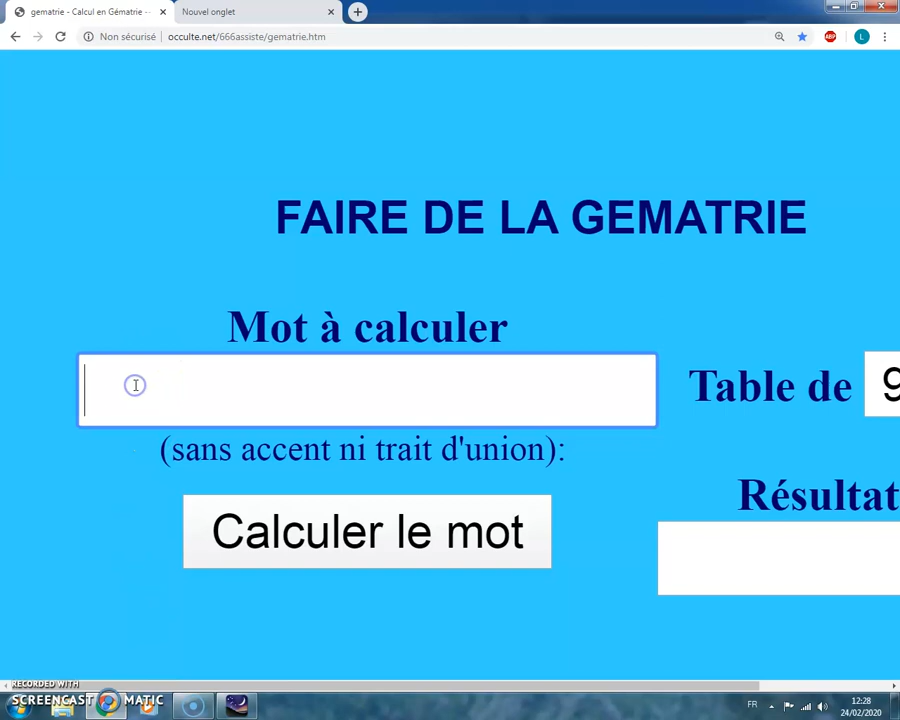 gematrie - Calcul en Gématrie -
Nouvel onglet
Non sécurisé
occulte.net/666assiste/gematrie.htm
ABP
L
FAIRE DE LA GEMATRIE
Mot à calculer
Table de 9
(sans accent ni trait d'union):
Résultat
Calculer le mot
RECORDED WITH
SCREENCAST MATIC
FR
12:28
24/02/2020